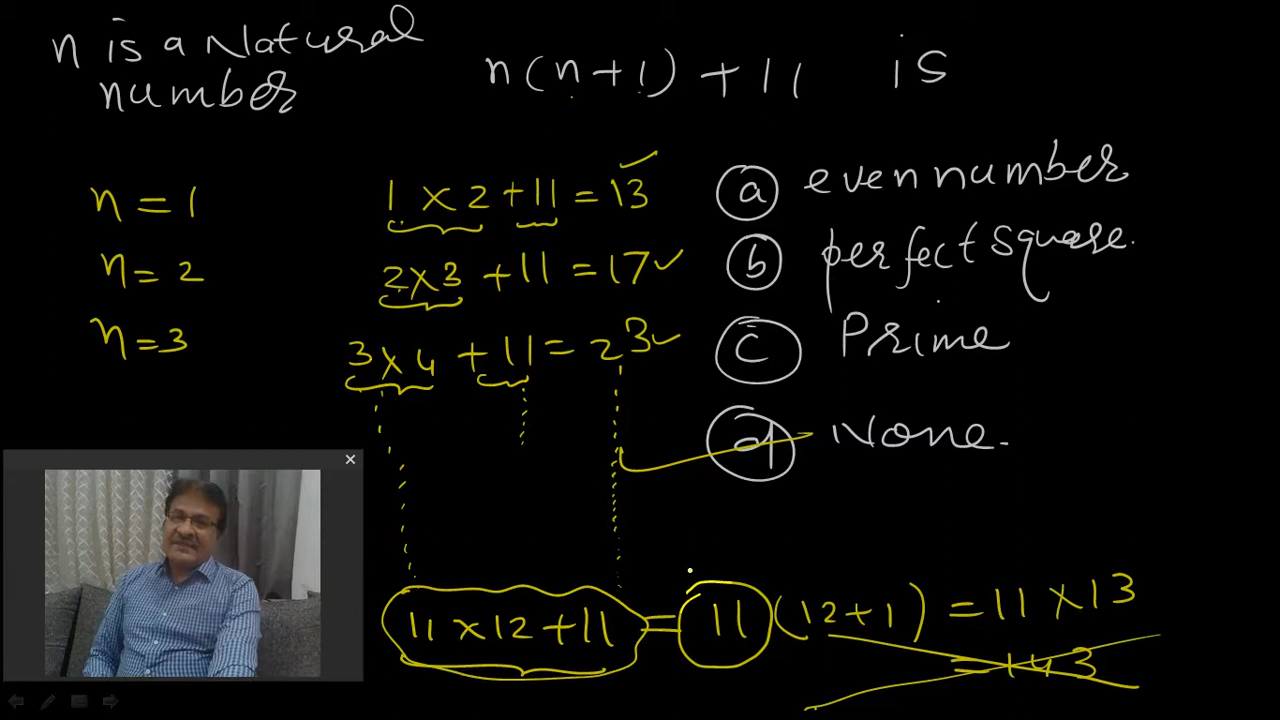 n is a Natural
number
n(n+1) + 11 is
n = 1
1 x 2 + 11 = 13 ✓
n = 2
2x3 + 11 = 17 ✓
n = 3
3x4 + 11 = 23 ✓
a even number
b perfect square.
c Prime
d None.
11 x 12 + 11 = 11 (12+1) = 11 x 13
= 143